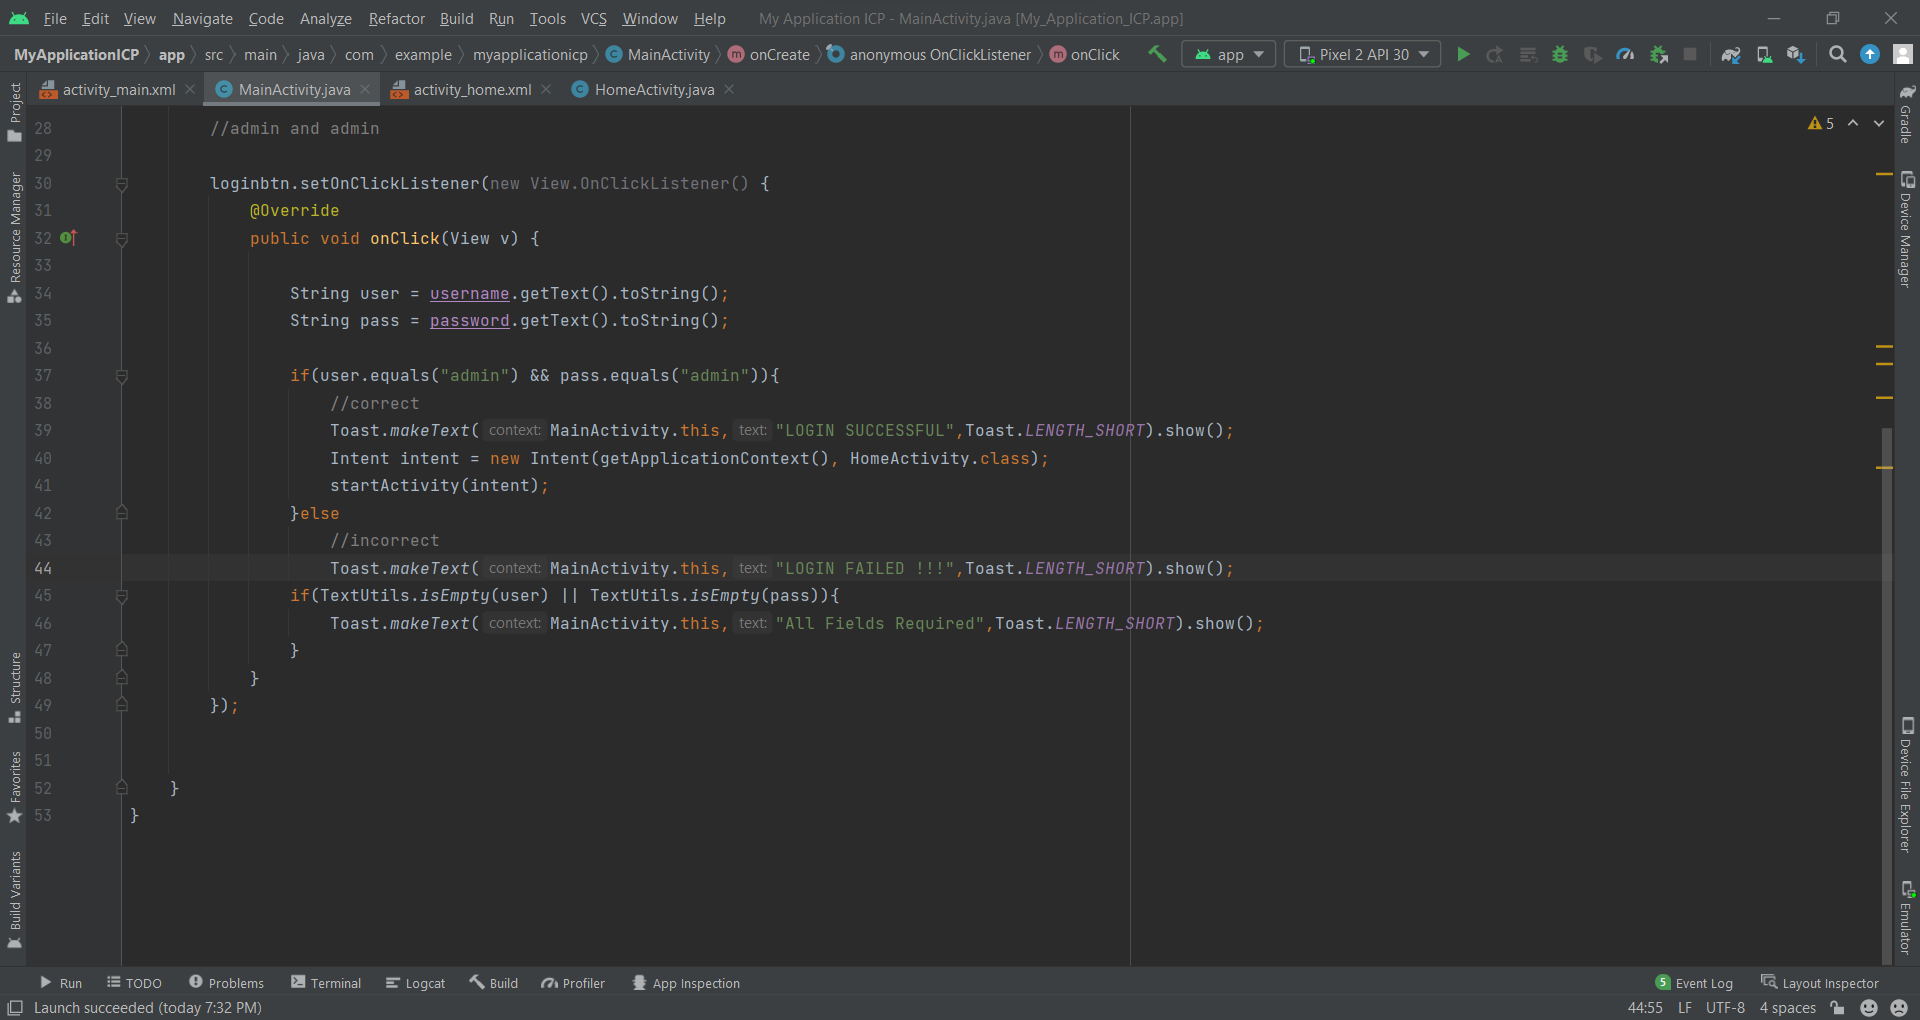 File Edit View Navigate Code Analyze Refactor Build Run Tools VCS Window Help My Application ICP - MainActivity.java [My_Application_ICP.app]
MyApplicationICP app src main java com example myapplicationicp C MainActivity m onCreate anonymous OnClickListener m onClick app Pixel 2 API 30
activity_main.xml C MainActivity.java activity_home.xml C HomeActivity.java
Project
Resource Manager
Structure
Favorites
Build Variants
5
28 //admin and admin
29
30 loginbtn.setOnClickListener(new View.OnClickListener() {
31 @Override
32 public void onClick(View v) {
33
34 String user = username.getText().toString();
35 String pass = password.getText().toString();
36
37 if(user.equals("admin") && pass.equals("admin")){
38 //correct
39 Toast.makeText( context: MainActivity.this, text: "LOGIN SUCCESSFUL",Toast.LENGTH_SHORT).show();
40 Intent intent = new Intent(getApplicationContext(), HomeActivity.class);
41 startActivity(intent);
42 }else
43 //incorrect
44 Toast.makeText( context: MainActivity.this, text: "LOGIN FAILED !!!",Toast.LENGTH_SHORT).show();
45 if(TextUtils.isEmpty(user) || TextUtils.isEmpty(pass)){
46 Toast.makeText( context: MainActivity.this, text: "All Fields Required",Toast.LENGTH_SHORT).show();
47 }
48 }
49 });
50
51
52 }
53 }
Gradle
Device Manager
Device File Explorer
Emulator
Run TODO Problems Terminal Logcat Build Profiler App Inspection 5 Event Log Layout Inspector
Launch succeeded (today 7:32 PM) 44:55 LF UTF-8 4 spaces